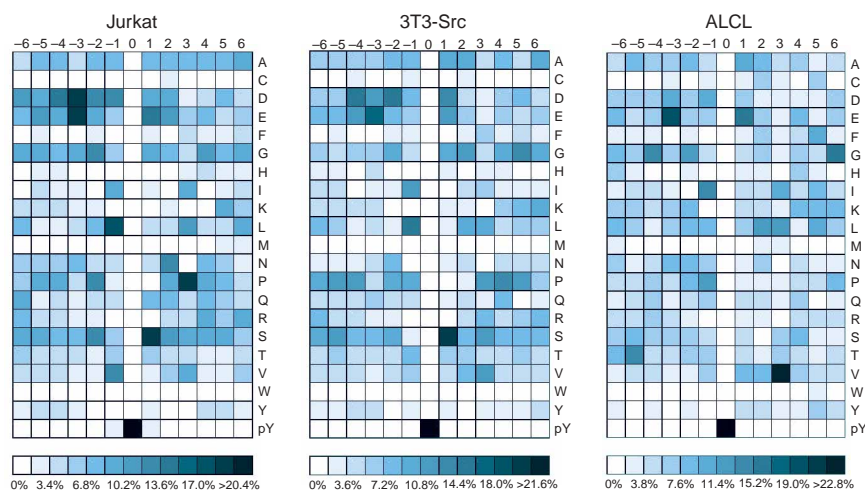 Jurkat 3T3-Src ALCL
−6 −5 −4 −3 −2 −1 0 1 2 3 4 5 6 −6 −5 −4 −3 −2 −1 0 1 2 3 4 5 6 −6 −5 −4 −3 −2 −1 0 1 2 3 4 5 6
A A A
C C C
D D D
E E E
F F F
G G G
H H H
I I I
K K K
L L L
M M M
N N N
P P P
Q Q Q
R R R
S S S
T T T
V V V
W W W
Y Y Y
pY pY pY
0% 3.4% 6.8% 10.2% 13.6% 17.0% >20.4% 0% 3.6% 7.2% 10.8% 14.4% 18.0% >21.6% 0% 3.8% 7.6% 11.4% 15.2% 19.0% >22.8%